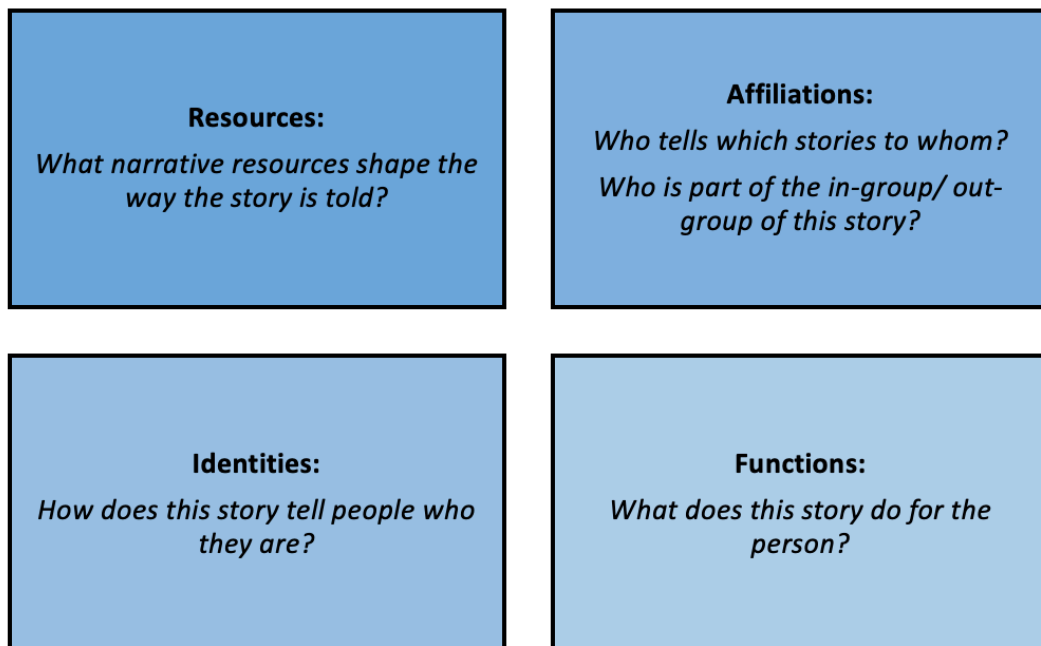 Resources:
What narrative resources shape the
way the story is told?
Affiliations:
Who tells which stories to whom?
Who is part of the in-group/ out-
group of this story?
Identities:
How does this story tell people who
they are?
Functions:
What does this story do for the
person?